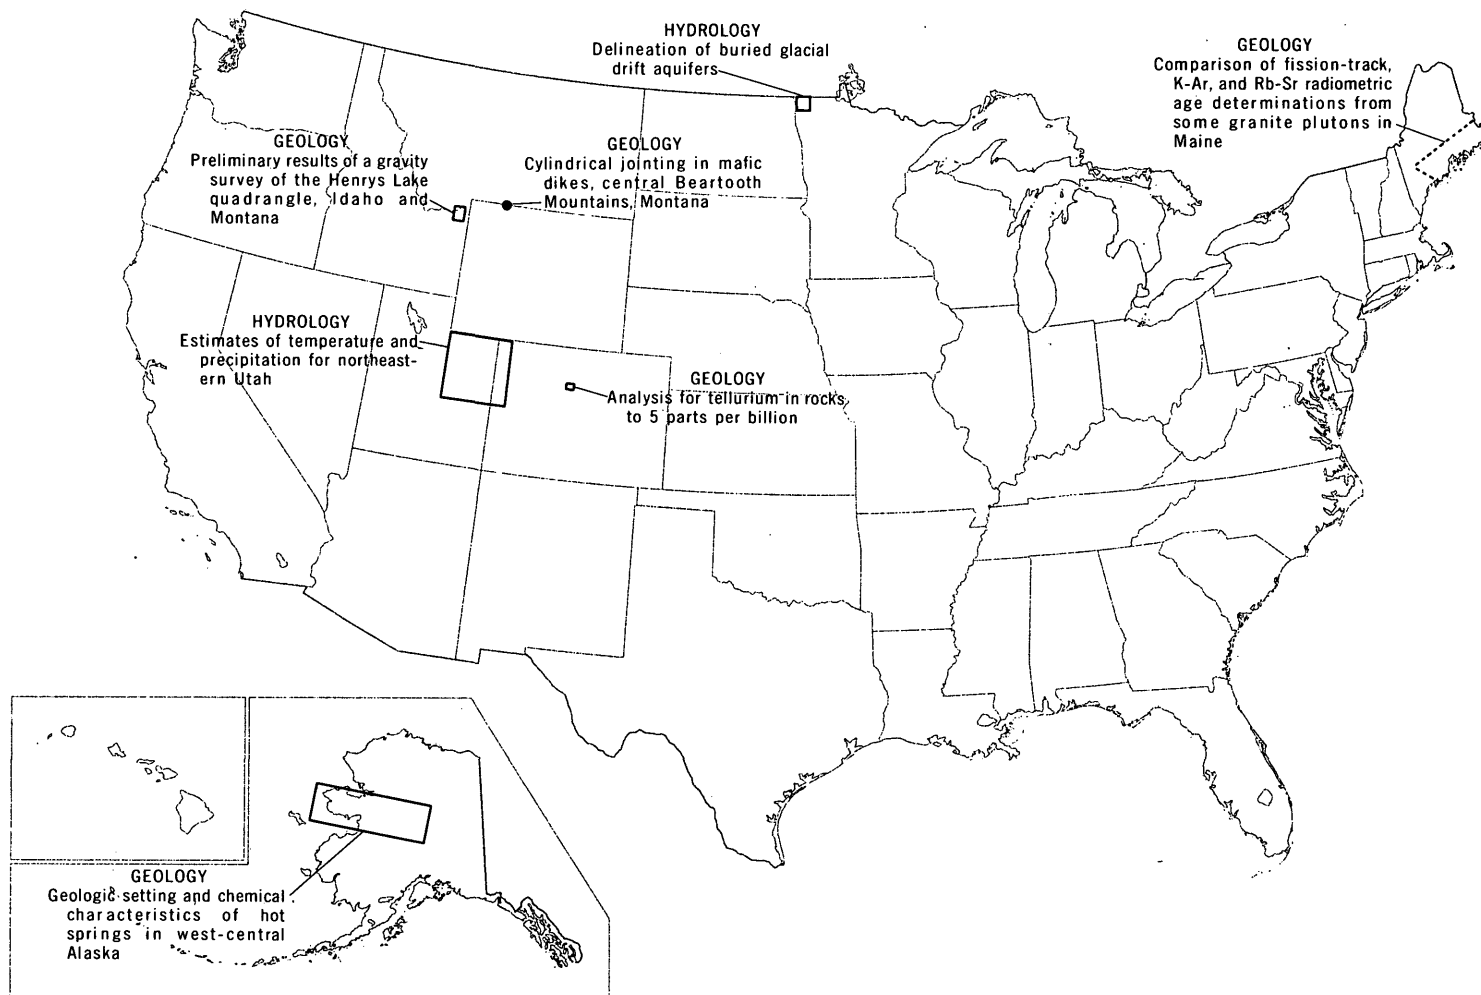 HYDROLOGY
Delineation of buried glacial
drift aquifers
GEOLOGY
Comparison of fission-track,
K-Ar, and Rb-Sr radiometric
age determinations from
some granite plutons in
Maine
GEOLOGY
Preliminary results of a gravity
survey of the Henrys Lake
quadrangle, Idaho and
Montana
GEOLOGY
Cylindrical jointing in mafic
dikes, central Beartooth
Mountains, Montana
HYDROLOGY
Estimates of temperature and
precipitation for northeast-
ern Utah
GEOLOGY
Analysis for tellurium in rocks
to 5 parts per billion
GEOLOGY
Geologic setting and chemical
characteristics of hot
springs in west-central
Alaska